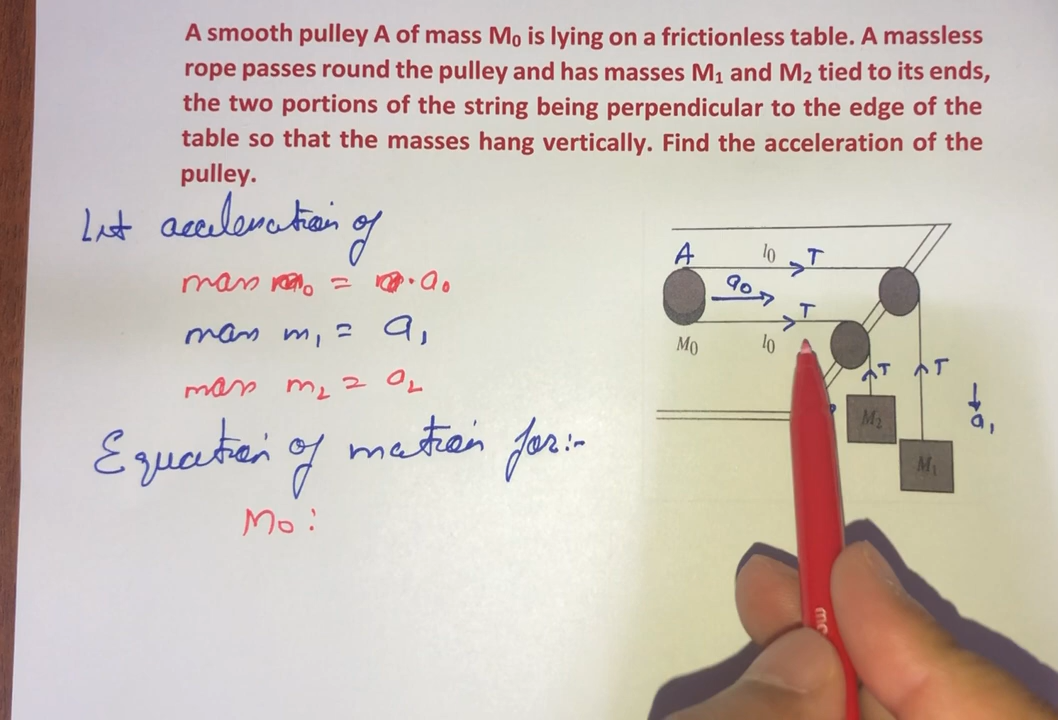 A smooth pulley A of mass M₀ is lying on a frictionless table. A massless
rope passes round the pulley and has masses M₁ and M₂ tied to its ends,
the two portions of the string being perpendicular to the edge of the
table so that the masses hang vertically. Find the acceleration of the
pulley.
Let acceleration of
mass m₀ = a₀
mass m₁ = a₁
mass m₂ = a₂
Equation of motion for:-
M₀ :
A l₀ T
a₀ T
M₀ l₀
T T
M₂ a₁
M₁